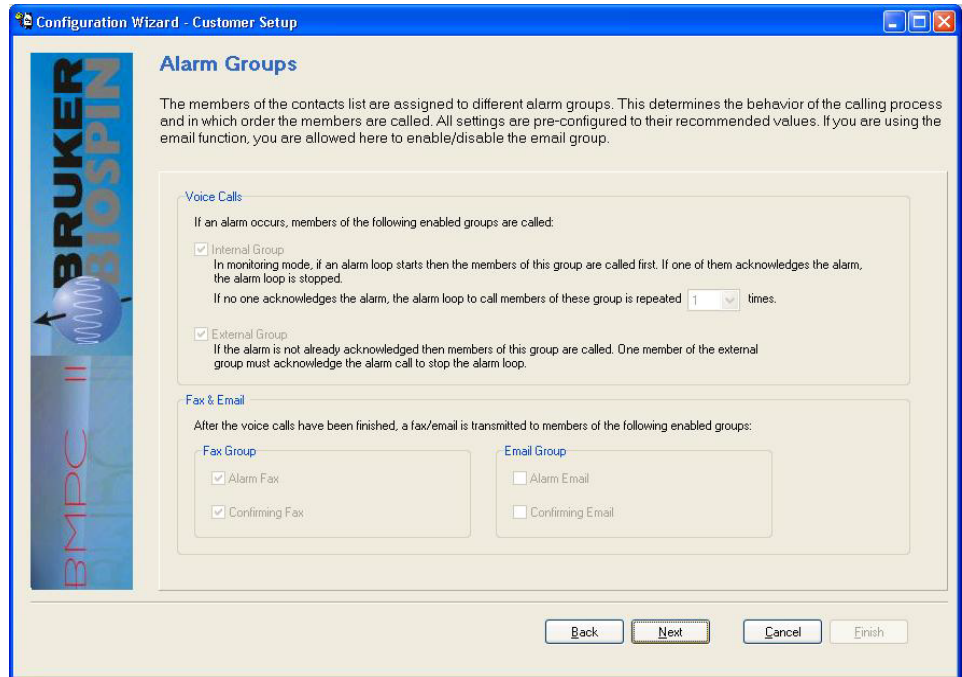 Configuration Wizard - Customer Setup
BRUKER
BIOSPIN
BMPC II
Alarm Groups
The members of the contacts list are assigned to different alarm groups. This determines the behavior of the calling process
and in which order the members are called. All settings are pre-configured to their recommended values. If you are using the
email function, you are allowed here to enable/disable the email group.
Voice Calls
If an alarm occurs, members of the following enabled groups are called:
Internal Group
In monitoring mode, if an alarm loop starts then the members of this group are called first. If one of them acknowledges the alarm,
the alarm loop is stopped.
If no one acknowledges the alarm, the alarm loop to call members of these group is repeated 1 times.
External Group
If the alarm is not already acknowledged then members of this group are called. One member of the external
group must acknowledge the alarm call to stop the alarm loop.
Fax & Email
After the voice calls have been finished, a fax/email is transmitted to members of the following enabled groups:
Fax Group
Alarm Fax
Confirming Fax
Email Group
Alarm Email
Confirming Email
Back
Next
Cancel
Finish